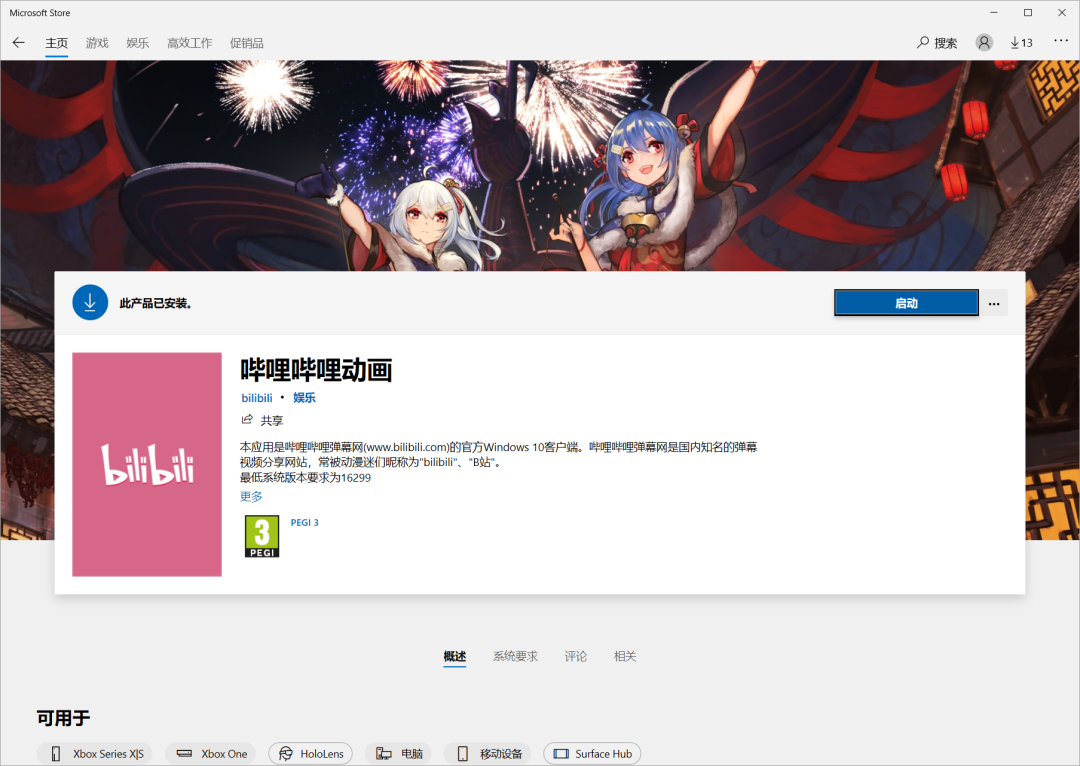 Microsoft Store
主页 游戏 娱乐 高效工作 促销品 搜索 13
此产品已安装。 启动
bilibili
哔哩哔哩动画
bilibili • 娱乐
共享
本应用是哔哩哔哩弹幕网(www.bilibili.com)的官方Windows 10客户端。哔哩哔哩弹幕网是国内知名的弹幕
视频分享网站，常被动漫迷们昵称为"bilibili"、"B站"。
最低系统版本要求为16299
更多
3 PEGI 3
PEGI
概述 系统要求 评论 相关
可用于
Xbox Series X|S Xbox One HoloLens 电脑 移动设备 Surface Hub